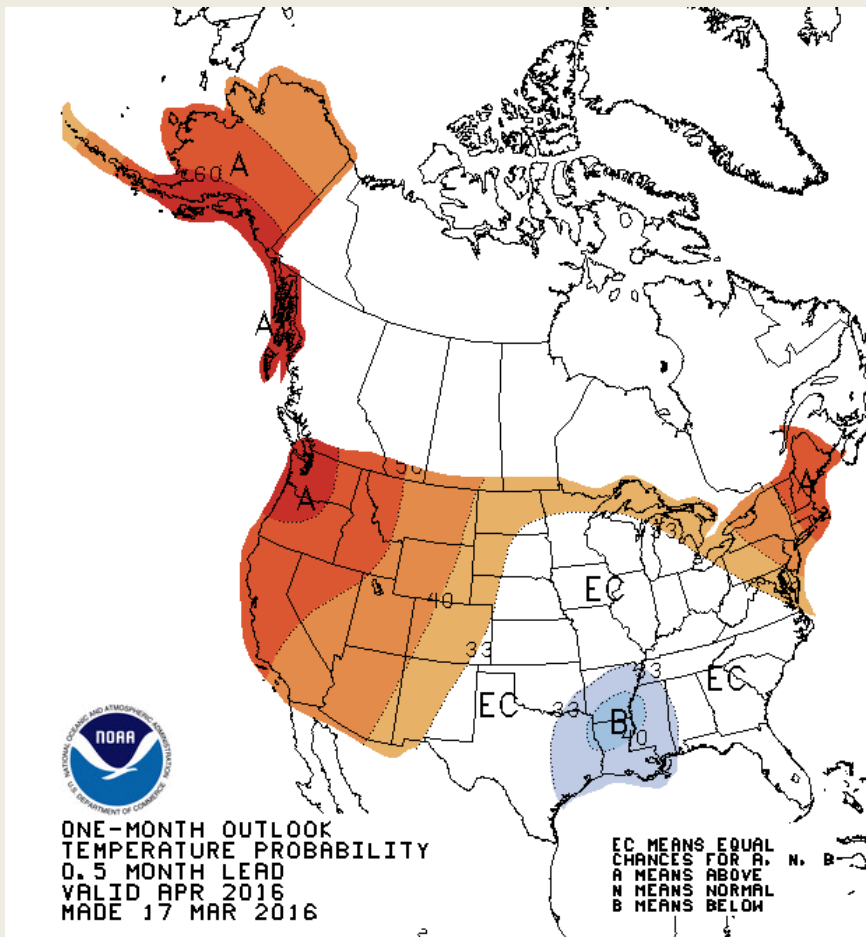 A
60
A
50
A
A
30
EC
40
33
33
EC
EC
33
B
40
NOAA
NATIONAL OCEANIC AND ATMOSPHERIC ADMINISTRATION
U.S. DEPARTMENT OF COMMERCE
ONE-MONTH OUTLOOK
TEMPERATURE PROBABILITY
0.5 MONTH LEAD
VALID APR 2016
MADE 17 MAR 2016
EC MEANS EQUAL
CHANCES FOR A, N, B
A MEANS ABOVE
N MEANS NORMAL
B MEANS BELOW